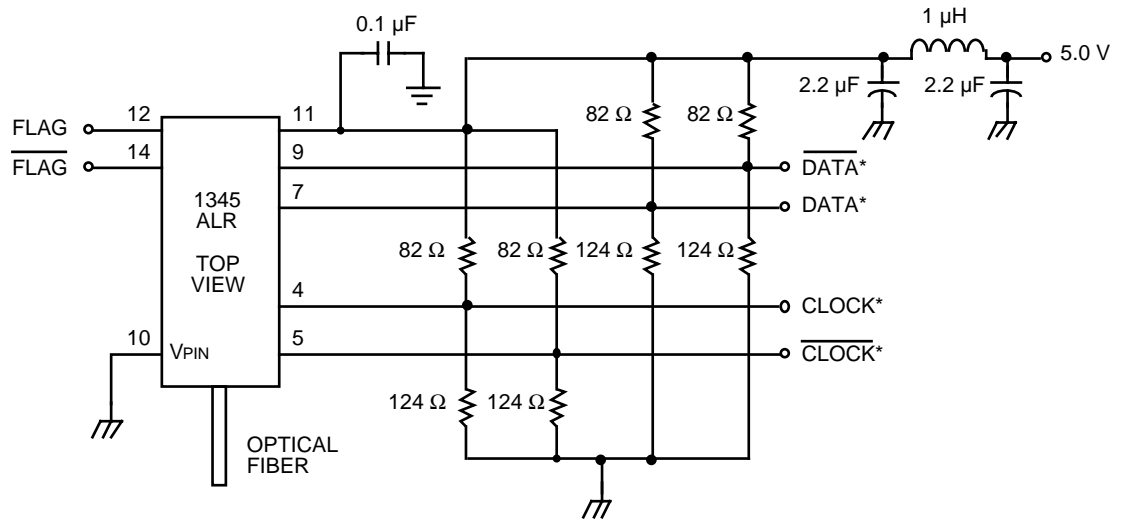 0.1 µF
1 µH
5.0 V
2.2 µF
2.2 µF
82 Ω
82 Ω
FLAG
12
11
FLAG
14
9
DATA*
7
DATA*
1345
ALR
TOP
VIEW
82 Ω
82 Ω
124 Ω
124 Ω
4
CLOCK*
10
VPIN
5
CLOCK*
124 Ω
124 Ω
OPTICAL
FIBER